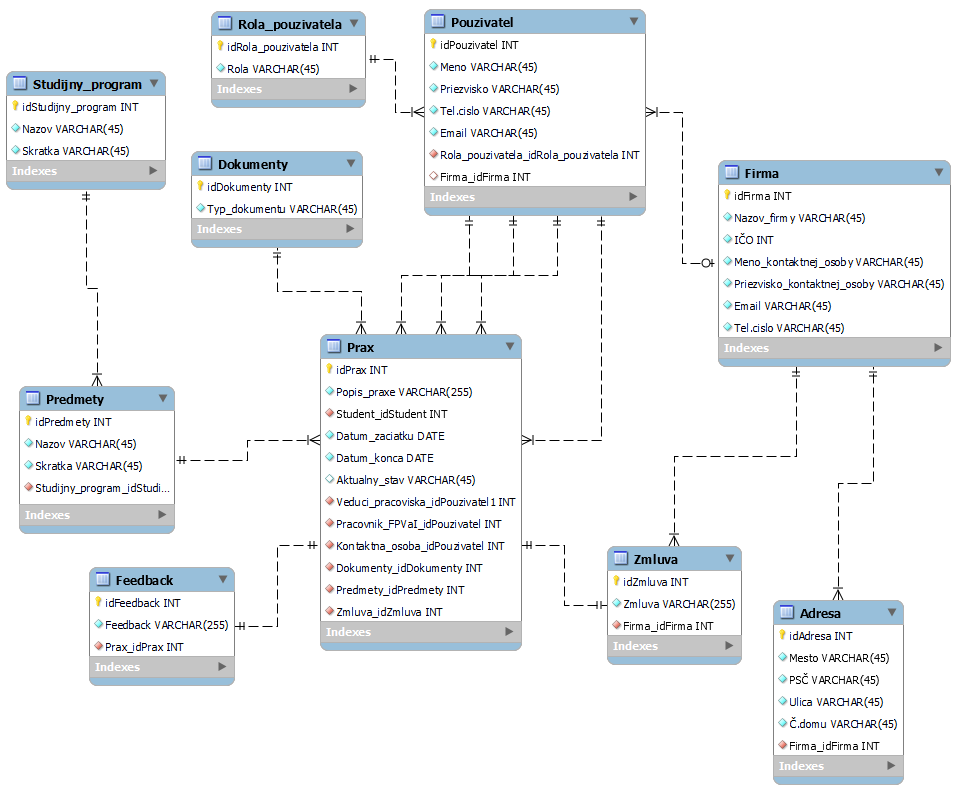 Rola_pouzivatela
idRola_pouzivatela INT
Rola VARCHAR(45)
Indexes
Pouzivatel
idPouzivatel INT
Meno VARCHAR(45)
Priezvisko VARCHAR(45)
Tel.cislo VARCHAR(45)
Email VARCHAR(45)
Rola_pouzivatela_idRola_pouzivatela INT
Firma_idFirma INT
Indexes
Studijny_program
idStudijny_program INT
Nazov VARCHAR(45)
Skratka VARCHAR(45)
Indexes
Dokumenty
idDokumenty INT
Typ_dokumentu VARCHAR(45)
Indexes
Firma
idFirma INT
Nazov_firmy VARCHAR(45)
IČO INT
Meno_kontaktnej_osoby VARCHAR(45)
Priezvisko_kontaktnej_osoby VARCHAR(45)
Email VARCHAR(45)
Tel.cislo VARCHAR(45)
Indexes
Prax
idPrax INT
Popis_praxe VARCHAR(255)
Student_idStudent INT
Datum_zaciatku DATE
Datum_konca DATE
Aktualny_stav VARCHAR(45)
Veduci_pracoviska_idPouzivatel1 INT
Pracovnik_FPVaI_idPouzivatel INT
Kontaktna_osoba_idPouzivatel INT
Dokumenty_idDokumenty INT
Predmety_idPredmety INT
Zmluva_idZmluva INT
Indexes
Predmety
idPredmety INT
Nazov VARCHAR(45)
Skratka VARCHAR(45)
Studijny_program_idStudi...
Indexes
Feedback
idFeedback INT
Feedback VARCHAR(255)
Prax_idPrax INT
Indexes
Zmluva
idZmluva INT
Zmluva VARCHAR(255)
Firma_idFirma INT
Indexes
Adresa
idAdresa INT
Mesto VARCHAR(45)
PSČ VARCHAR(45)
Ulica VARCHAR(45)
Č.domu VARCHAR(45)
Firma_idFirma INT
Indexes